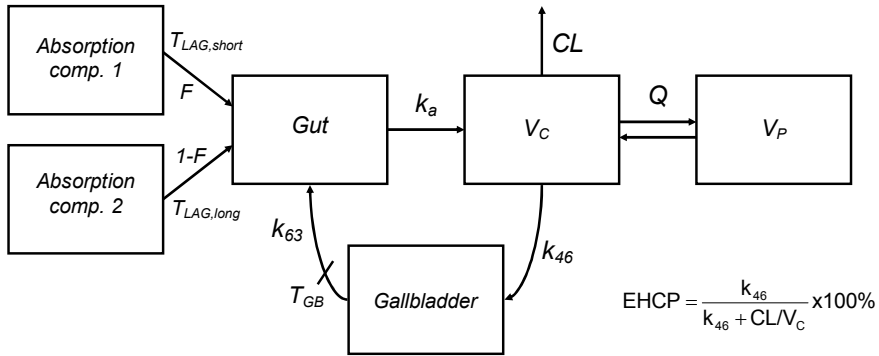 Absorption
comp. 1
T_LAG,short
F
Gut
k_a
CL
V_C
Q
V_P
Absorption
comp. 2
1-F
T_LAG,long
k_63
T_GB
Gallbladder
k_46
EHCP = k_46 / (k_46 + CL/V_C) x100%